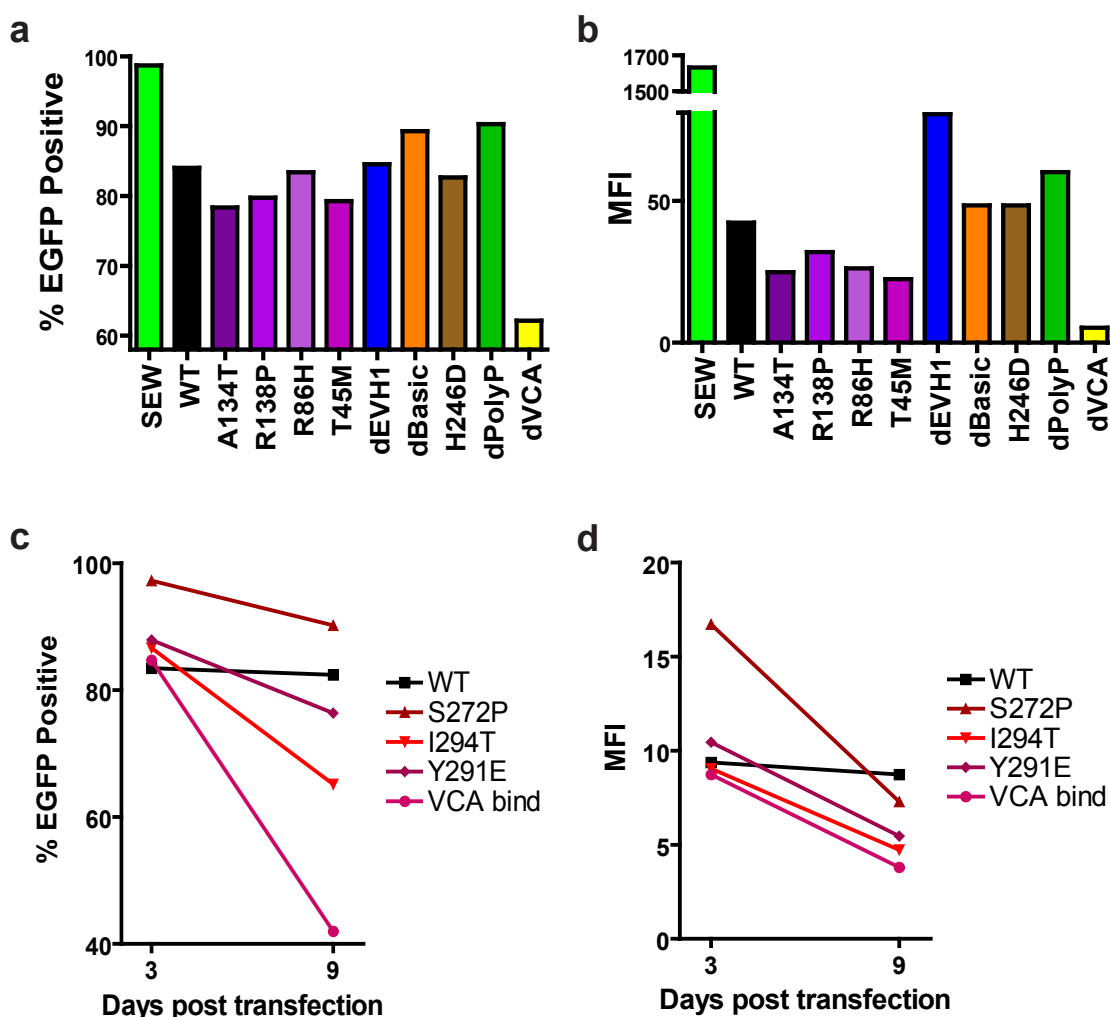 a
% EGFP Positive
100
90
80
70
60
SEW
WT
A134T
R138P
R86H
T45M
dEVH1
dBasic
H246D
dPolyP
dVCA
b
MFI
1700
1500
50
0
SEW
WT
A134T
R138P
R86H
T45M
dEVH1
dBasic
H246D
dPolyP
dVCA
c
% EGFP Positive
100
80
60
40
3
9
Days post transfection
WT
S272P
I294T
Y291E
VCA bind
d
MFI
20
15
10
5
0
3
9
Days post transfection
WT
S272P
I294T
Y291E
VCA bind